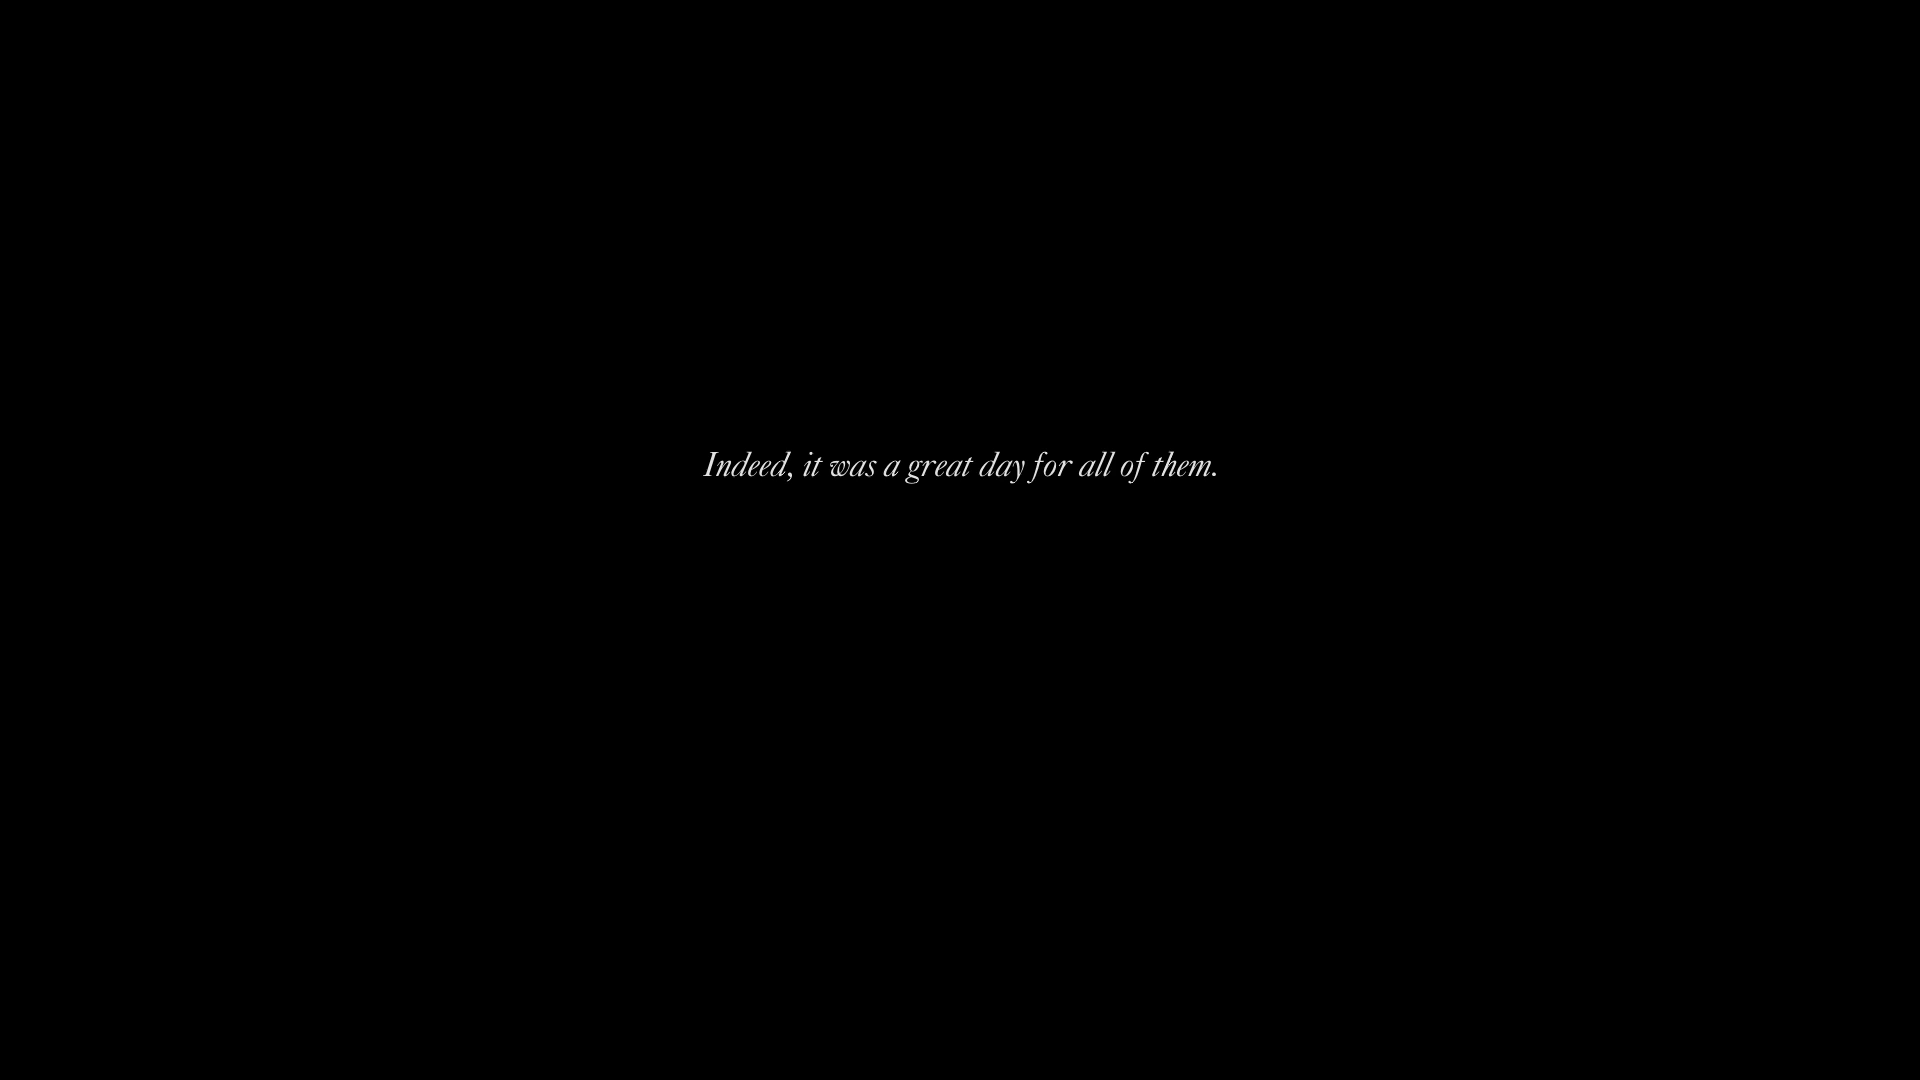 Indeed, it was a great day for all of them.